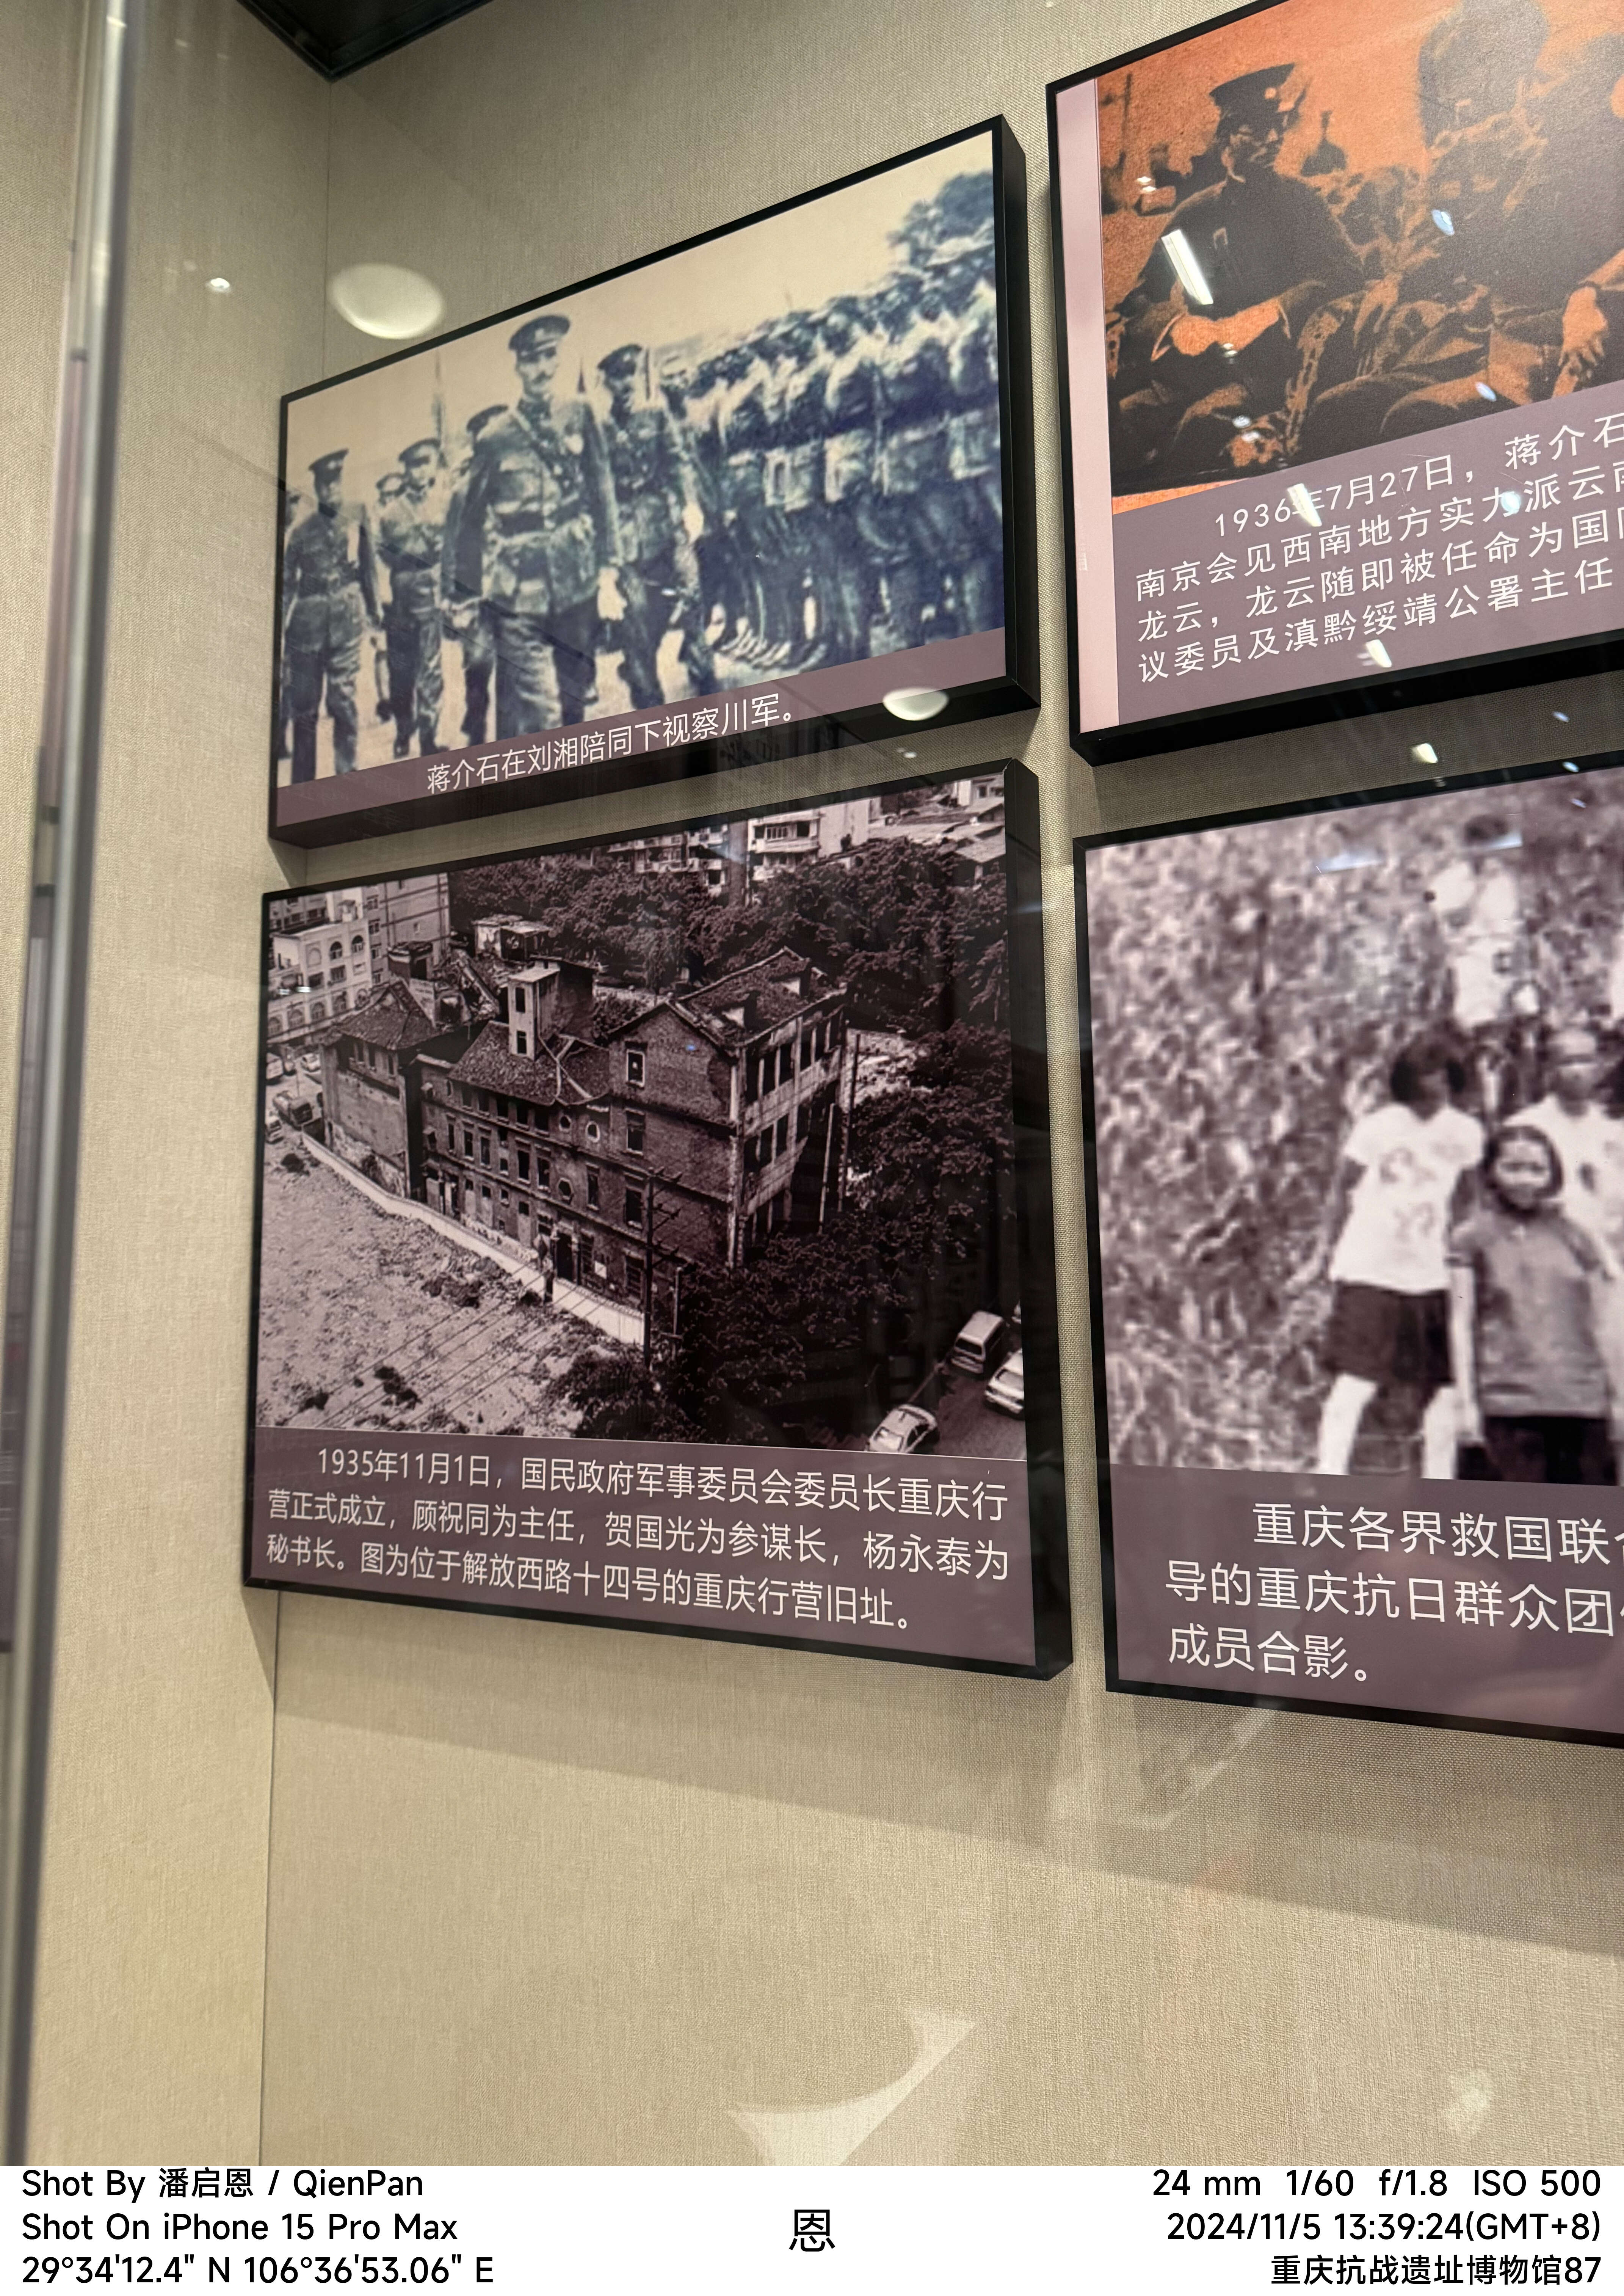 蒋介石在刘湘陪同下视察川军。
1936年7月27日，蒋介石
南京会见西南地方实力派云南
龙云，龙云随即被任命为国
议委员及滇黔绥靖公署主任
1935年11月1日，国民政府军事委员会委员长重庆行
营正式成立，顾祝同为主任，贺国光为参谋长，杨永泰为
秘书长。图为位于解放西路十四号的重庆行营旧址。
重庆各界救国联
导的重庆抗日群众团
成员合影。
Shot By 潘启恩 / QienPan
Shot On iPhone 15 Pro Max
29°34'12.4" N 106°36'53.06" E
恩
24 mm 1/60 f/1.8 ISO 500
2024/11/5 13:39:24(GMT+8)
重庆抗战遗址博物馆87